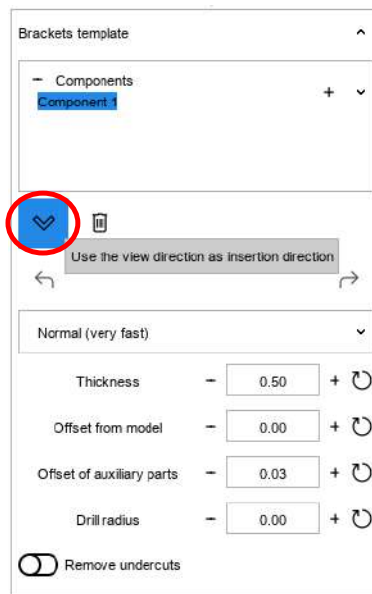 Brackets template
− Components
Component 1
+
Use the view direction as insertion direction
Normal (very fast)
Thickness − 0.50 +
Offset from model − 0.00 +
Offset of auxiliary parts − 0.03 +
Drill radius − 0.00 +
Remove undercuts